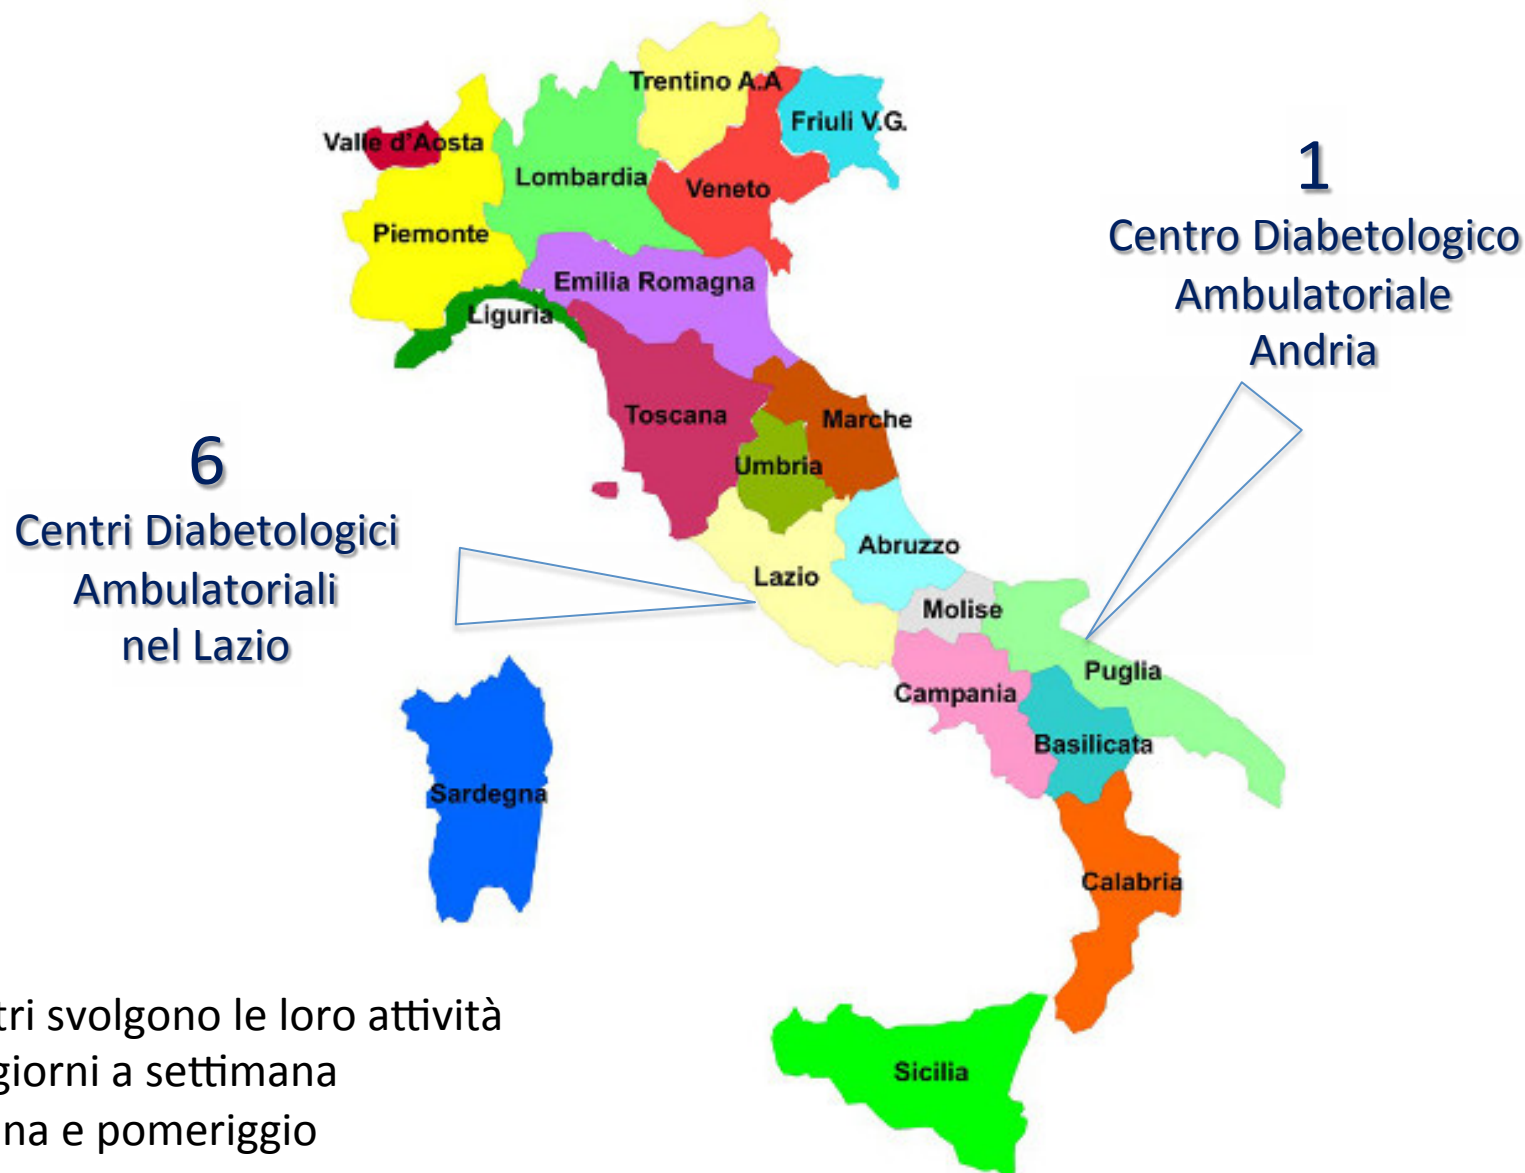 Trentino A.A
Friuli V.G.
Valle d'Aosta
Lombardia
Veneto
Piemonte
Emilia Romagna
Liguria
1
Centro Diabetologico
Ambulatoriale
Andria
Toscana
Marche
Umbria
6
Centri Diabetologici
Ambulatoriali
nel Lazio
Abruzzo
Lazio
Molise
Puglia
Campania
Basilicata
Sardegna
Calabria
Sicilia
tri svolgono le loro attività
giorni a settimana
na e pomeriggio